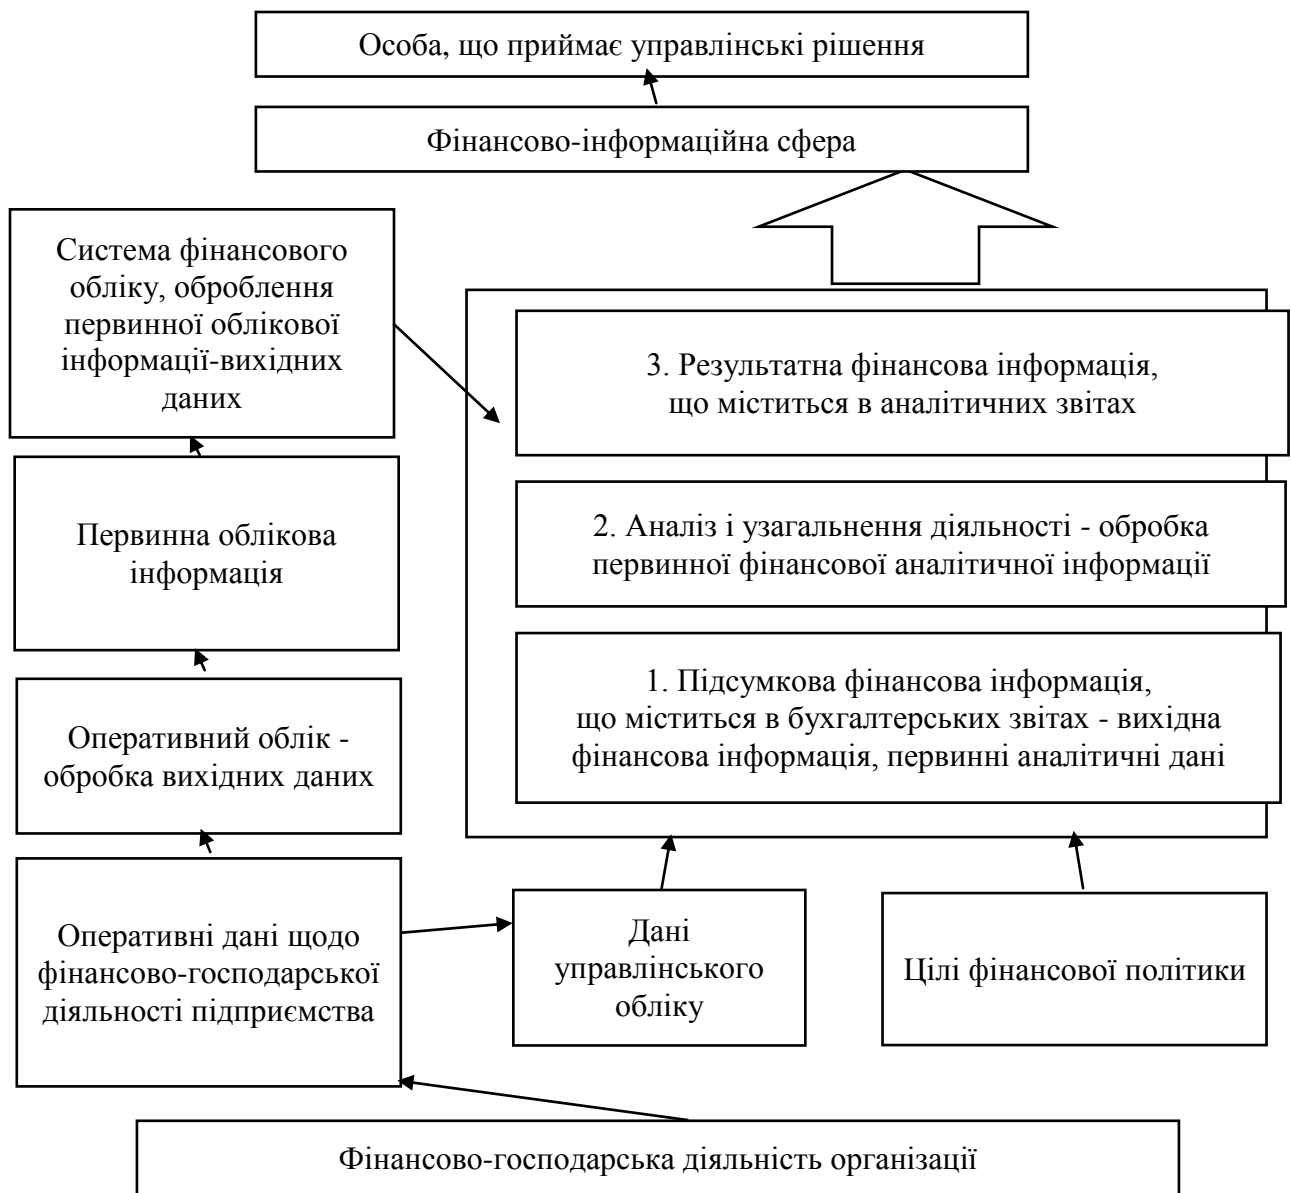 Особа, що приймає управлінські рішення
Фінансово-інформаційна сфера
Система фінансового
обліку, оброблення
первинної облікової
інформації-вихідних
даних
3. Результатна фінансова інформація,
що міститься в аналітичних звітах
Первинна облікова
інформація
2. Аналіз і узагальнення діяльності - обробка
первинної фінансової аналітичної інформації
1. Підсумкова фінансова інформація,
що міститься в бухгалтерських звітах - вихідна
фінансова інформація, первинні аналітичні дані
Оперативний облік -
обробка вихідних даних
Оперативні дані щодо
фінансово-господарської
діяльності підприємства
Дані
управлінського
обліку
Цілі фінансової політики
Фінансово-господарська діяльність організації